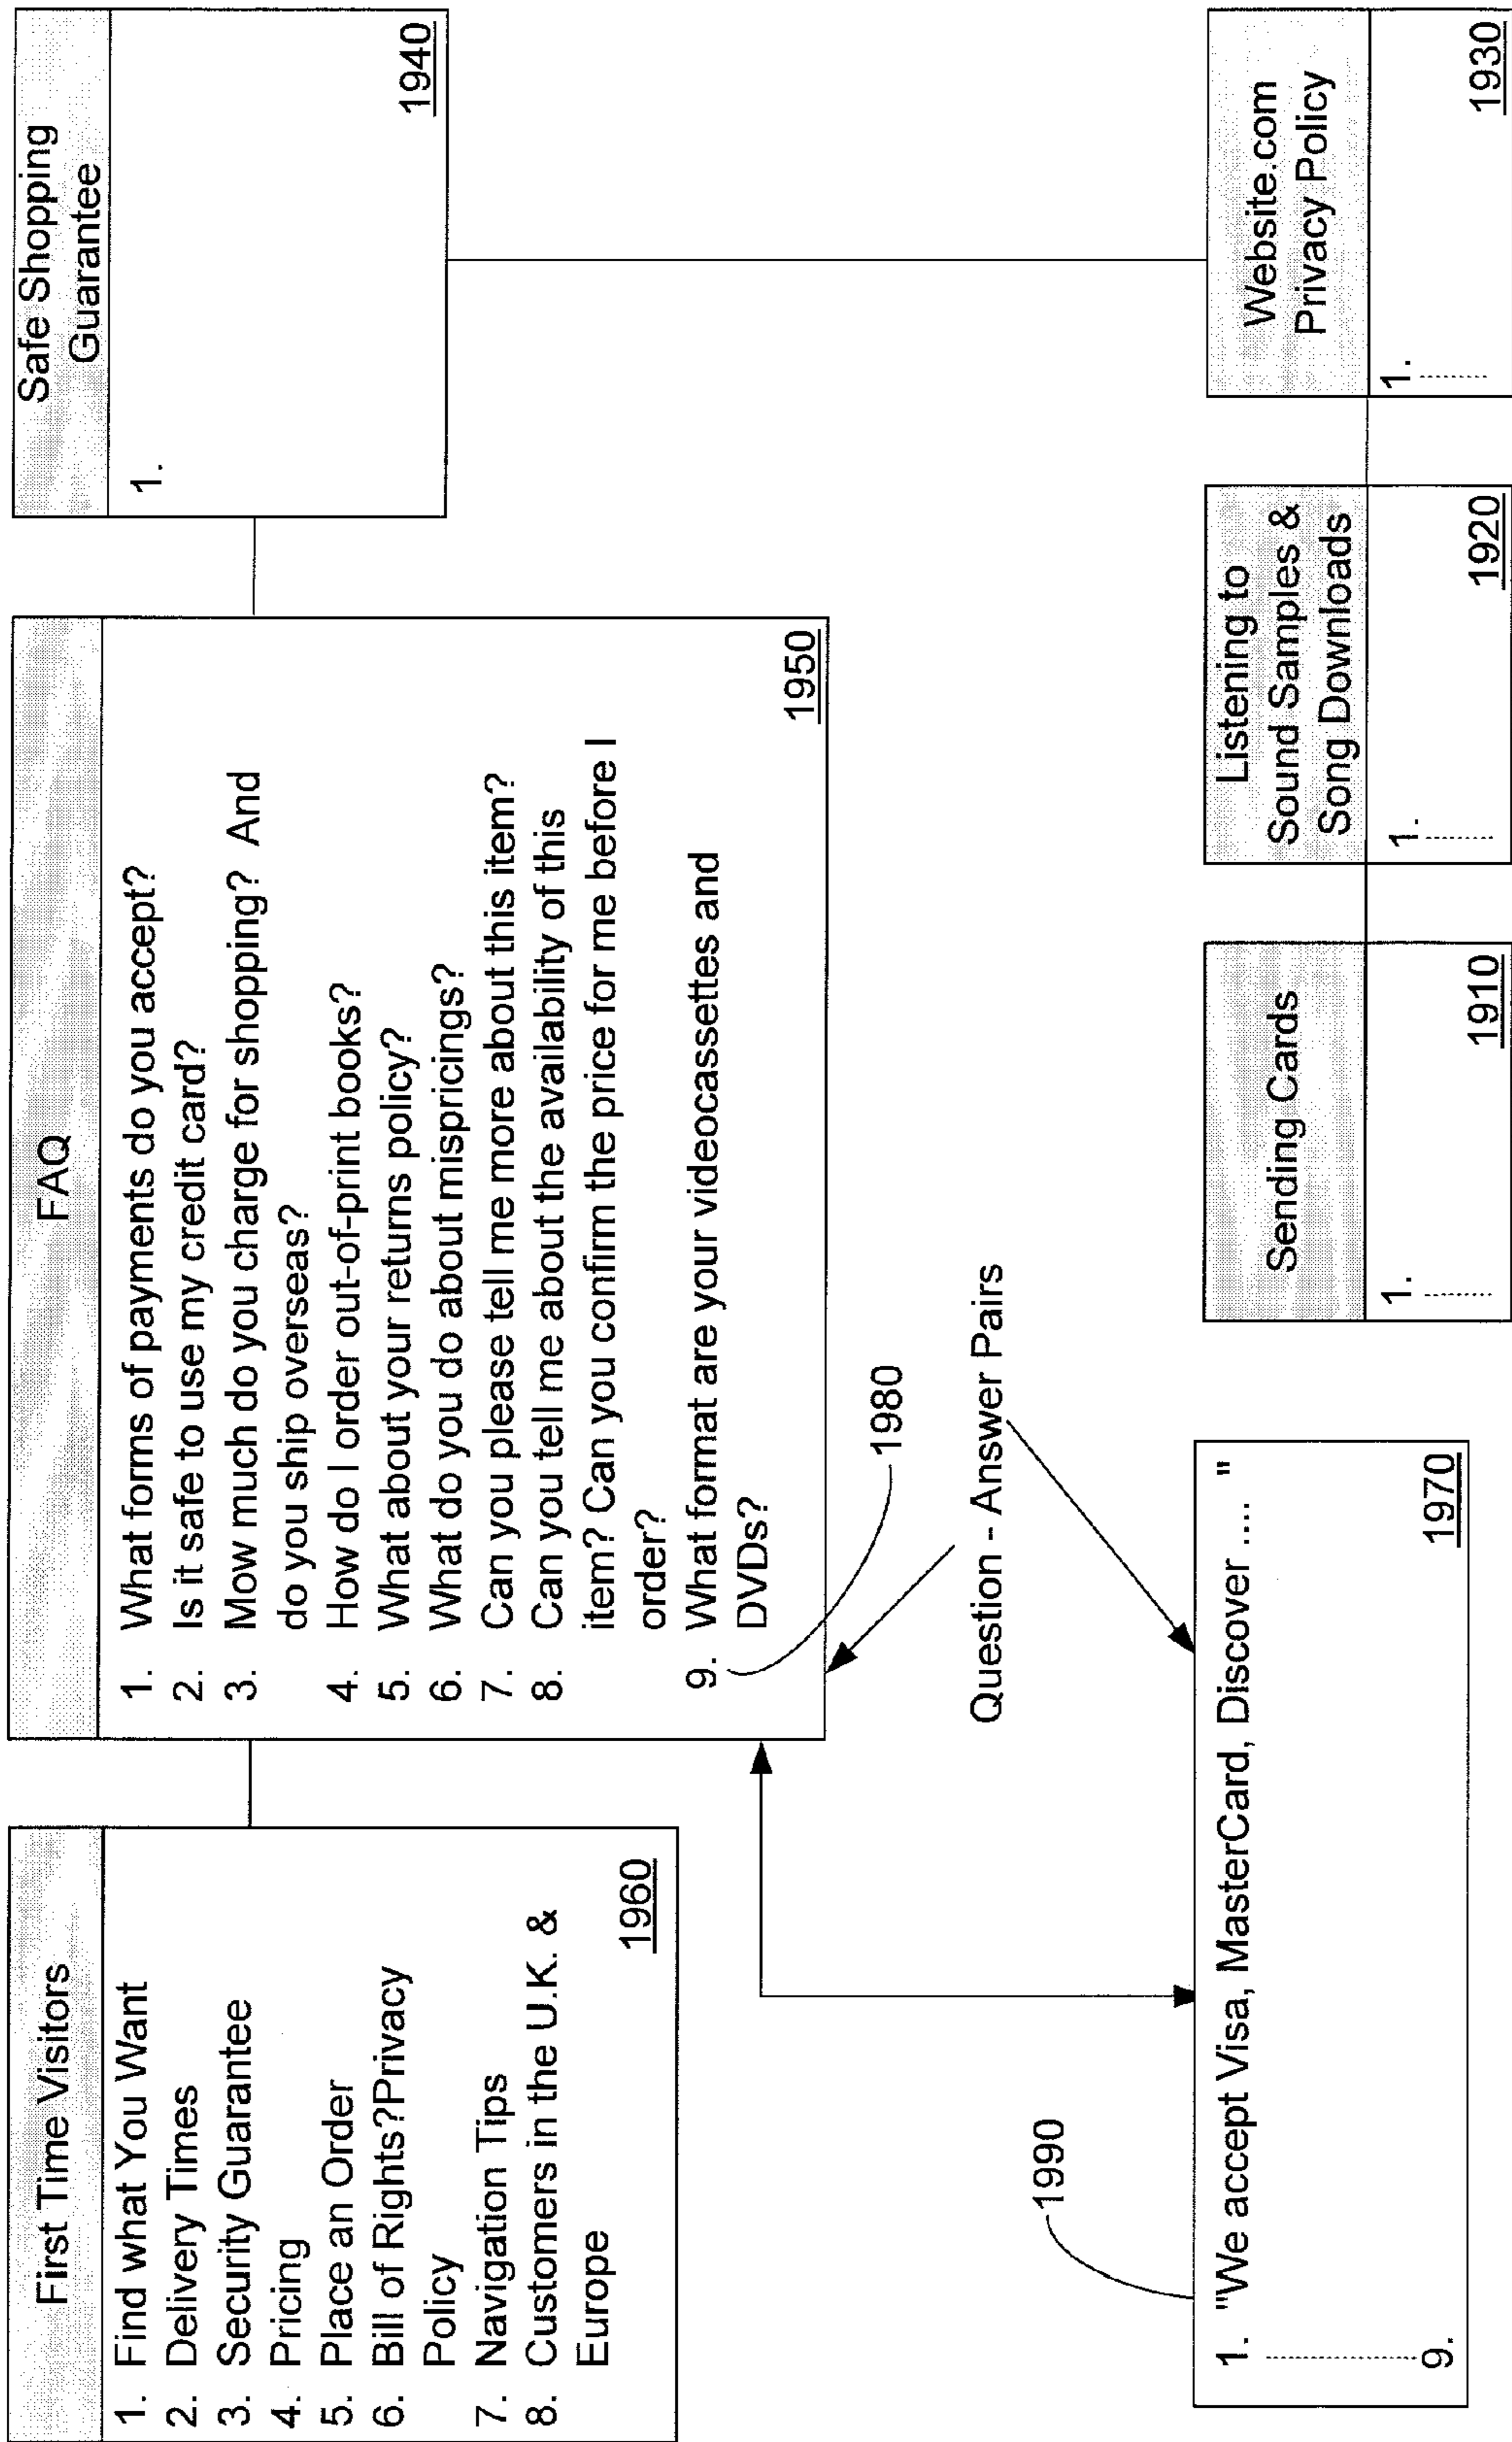 First Time Visitors
1. Find what You Want
2. Delivery Times
3. Security Guarantee
4. Pricing
5. Place an Order
6. Bill of Rights?Privacy
Policy
7. Navigation Tips
8. Customers in the U.K. &
Europe
1960
FAQ
1. What forms of payments do you accept?
2. Is it safe to use my credit card?
3. Mow much do you charge for shopping? And
do you ship overseas?
4. How do I order out-of-print books?
5. What about your returns policy?
6. What do you do about mispricings?
7. Can you please tell me more about this item?
8. Can you tell me about the availability of this
item? Can you confirm the price for me before I
order?
9. What format are your videocassettes and
DVDs?
1950
Safe Shopping
Guarantee
1.
1940
1980
Question - Answer Pairs
1990
1. "'We accept Visa, MasterCard, Discover .... "
9.
1970
Sending Cards
1.
1910
Listening to
Sound Samples &
Song Downloads
1.
1920
Website.com
Privacy Policy
1.
1930